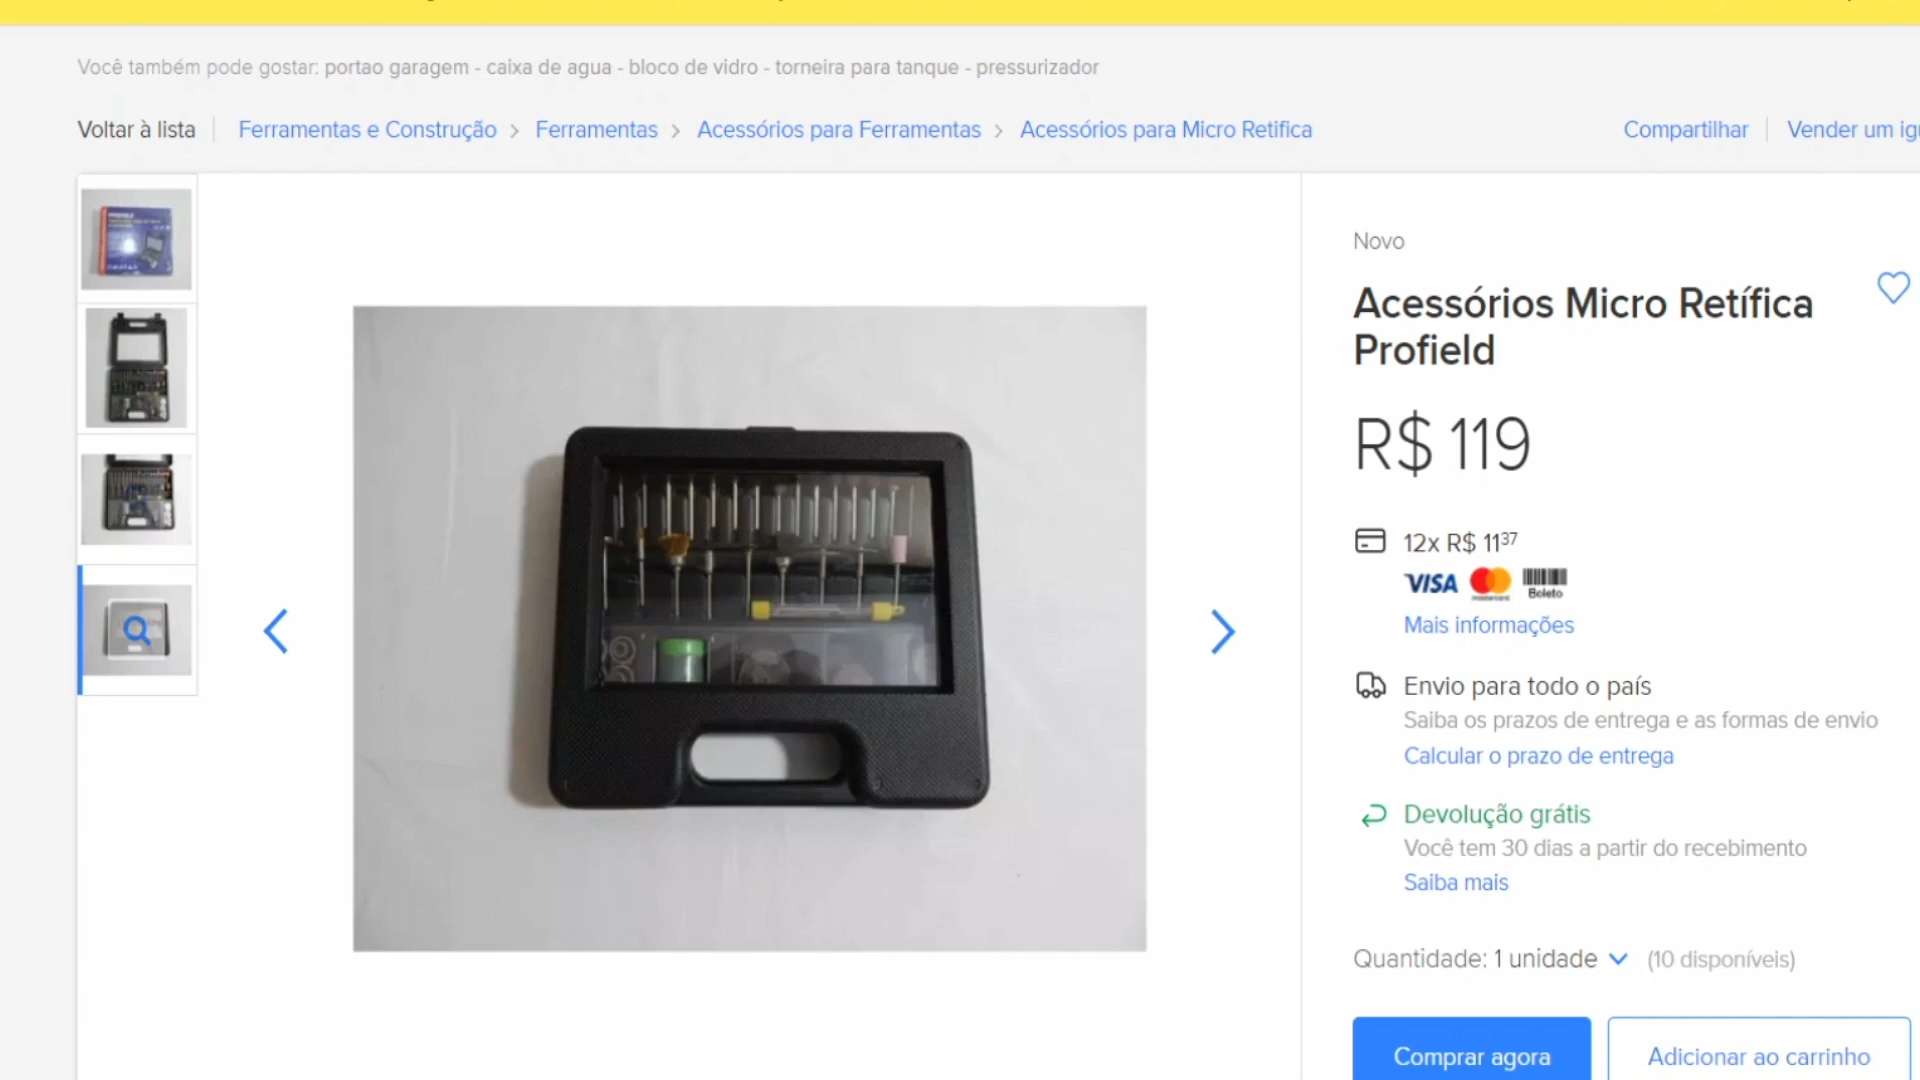 Você também pode gostar: portao garagem - caixa de agua - bloco de vidro - torneira para tanque - pressurizador
Voltar à lista
Ferramentas e Construção > Ferramentas > Acessórios para Ferramentas > Acessórios para Micro Retifica
Compartilhar
Vender um
Novo
Acessórios Micro Retífica
Profield
R$ 119
12x R$ 11³⁷
VISA
mastercard
Boleto
Mais informações
Envio para todo o país
Saiba os prazos de entrega e as formas de envio
Calcular o prazo de entrega
Devolução grátis
Você tem 30 dias a partir do recebimento
Saiba mais
Quantidade: 1 unidade (10 disponíveis)
Comprar agora
Adicionar ao carrinho